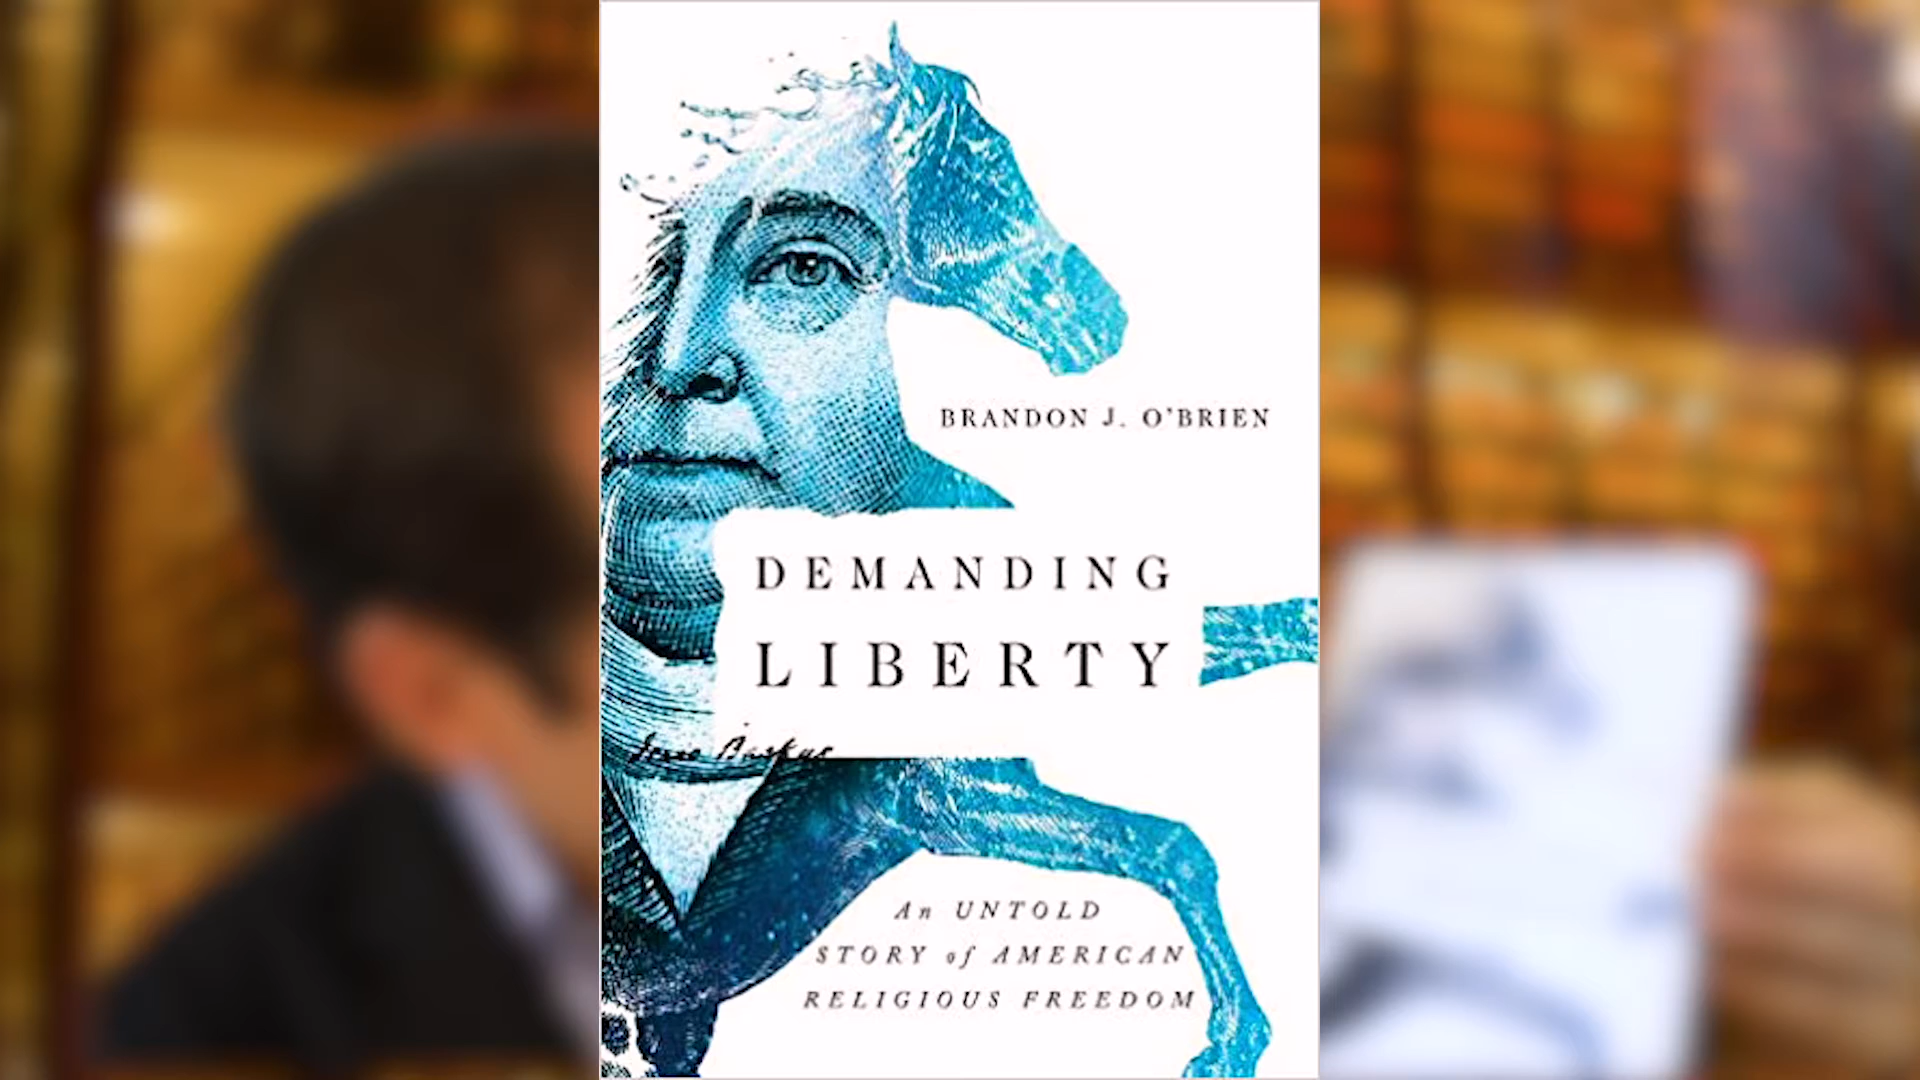 BRANDON J. O'BRIEN
DEMANDING
LIBERTY
An UNTOLD
STORY of AMERICAN
RELIGIOUS FREEDOM